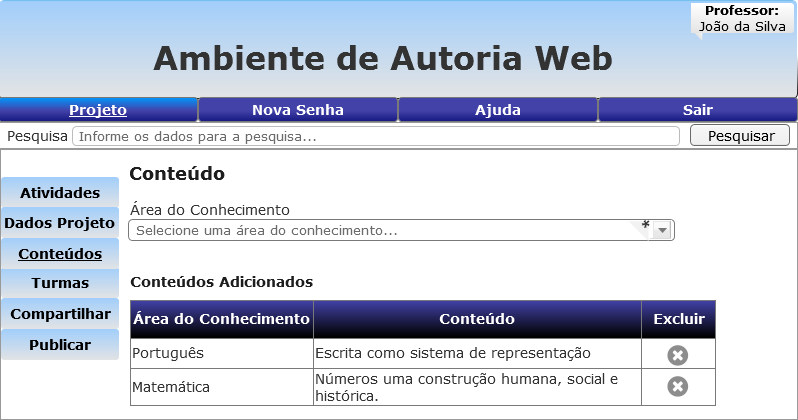 Professor:
João da Silva
Ambiente de Autoria Web
Projeto
Nova Senha
Ajuda
Sair
Pesquisa
Informe os dados para a pesquisa...
Pesquisar
Atividades
Dados Projeto
Conteúdos
Turmas
Compartilhar
Publicar
Conteúdo
Área do Conhecimento
Selecione uma área do conhecimento...
*
Conteúdos Adicionados
Área do Conhecimento
Conteúdo
Excluir
Português
Escrita como sistema de representação
Matemática
Números uma construção humana, social e
histórica.